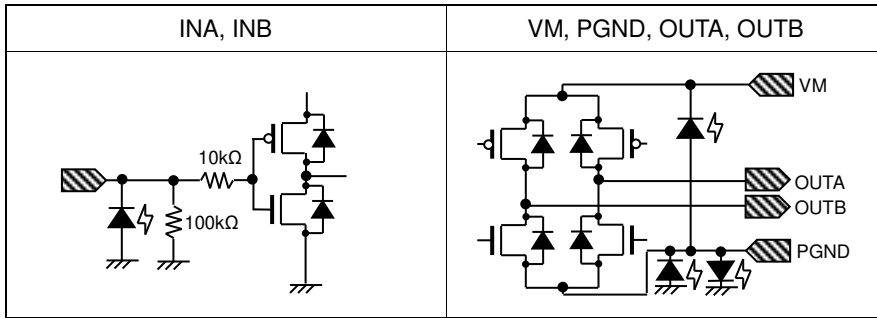 INA, INB
VM, PGND, OUTA, OUTB
10kΩ
100kΩ
VM
OUTA
OUTB
PGND